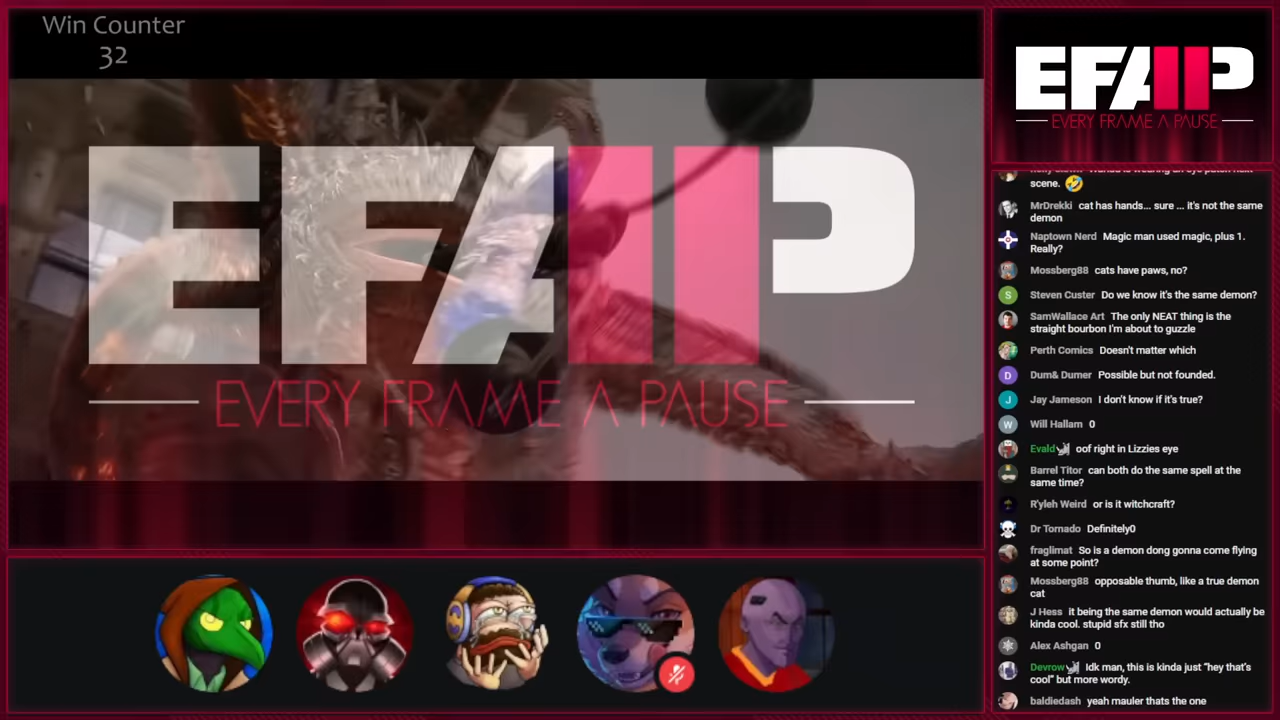 Win Counter
32
EFAP
EVERY FRAME A PAUSE
EFAP
EVERY FRAME A PAUSE
scene. 🤣
MrDrekki cat has hands... sure ... it's not the same
demon
Naptown Nerd Magic man used magic, plus 1.
Really?
Mossberg88 cats have paws, no?
S Steven Custer Do we know it's the same demon?
SamWallace Art The only NEAT thing is the
straight bourbon I'm about to guzzle
Perth Comics Doesn't matter which
D Dum& Dumer Possible but not founded.
J Jay Jameson I don't know if it's true?
W Will Hallam 0
Evald oof right in Lizzies eye
Barrel Titor can both do the same spell at the
same time?
R'yleh Weird or is it witchcraft?
Dr Tornado Definitely0
fraglimat So is a demon dong gonna come flying
at some point?
Mossberg88 opposable thumb, like a true demon
cat
J Hess it being the same demon would actually be
kinda cool. stupid sfx still tho
Alex Ashgan 0
Devrow Idk man, this is kinda just "hey that's
cool" but more wordy.
baldiedash yeah mauler thats the one